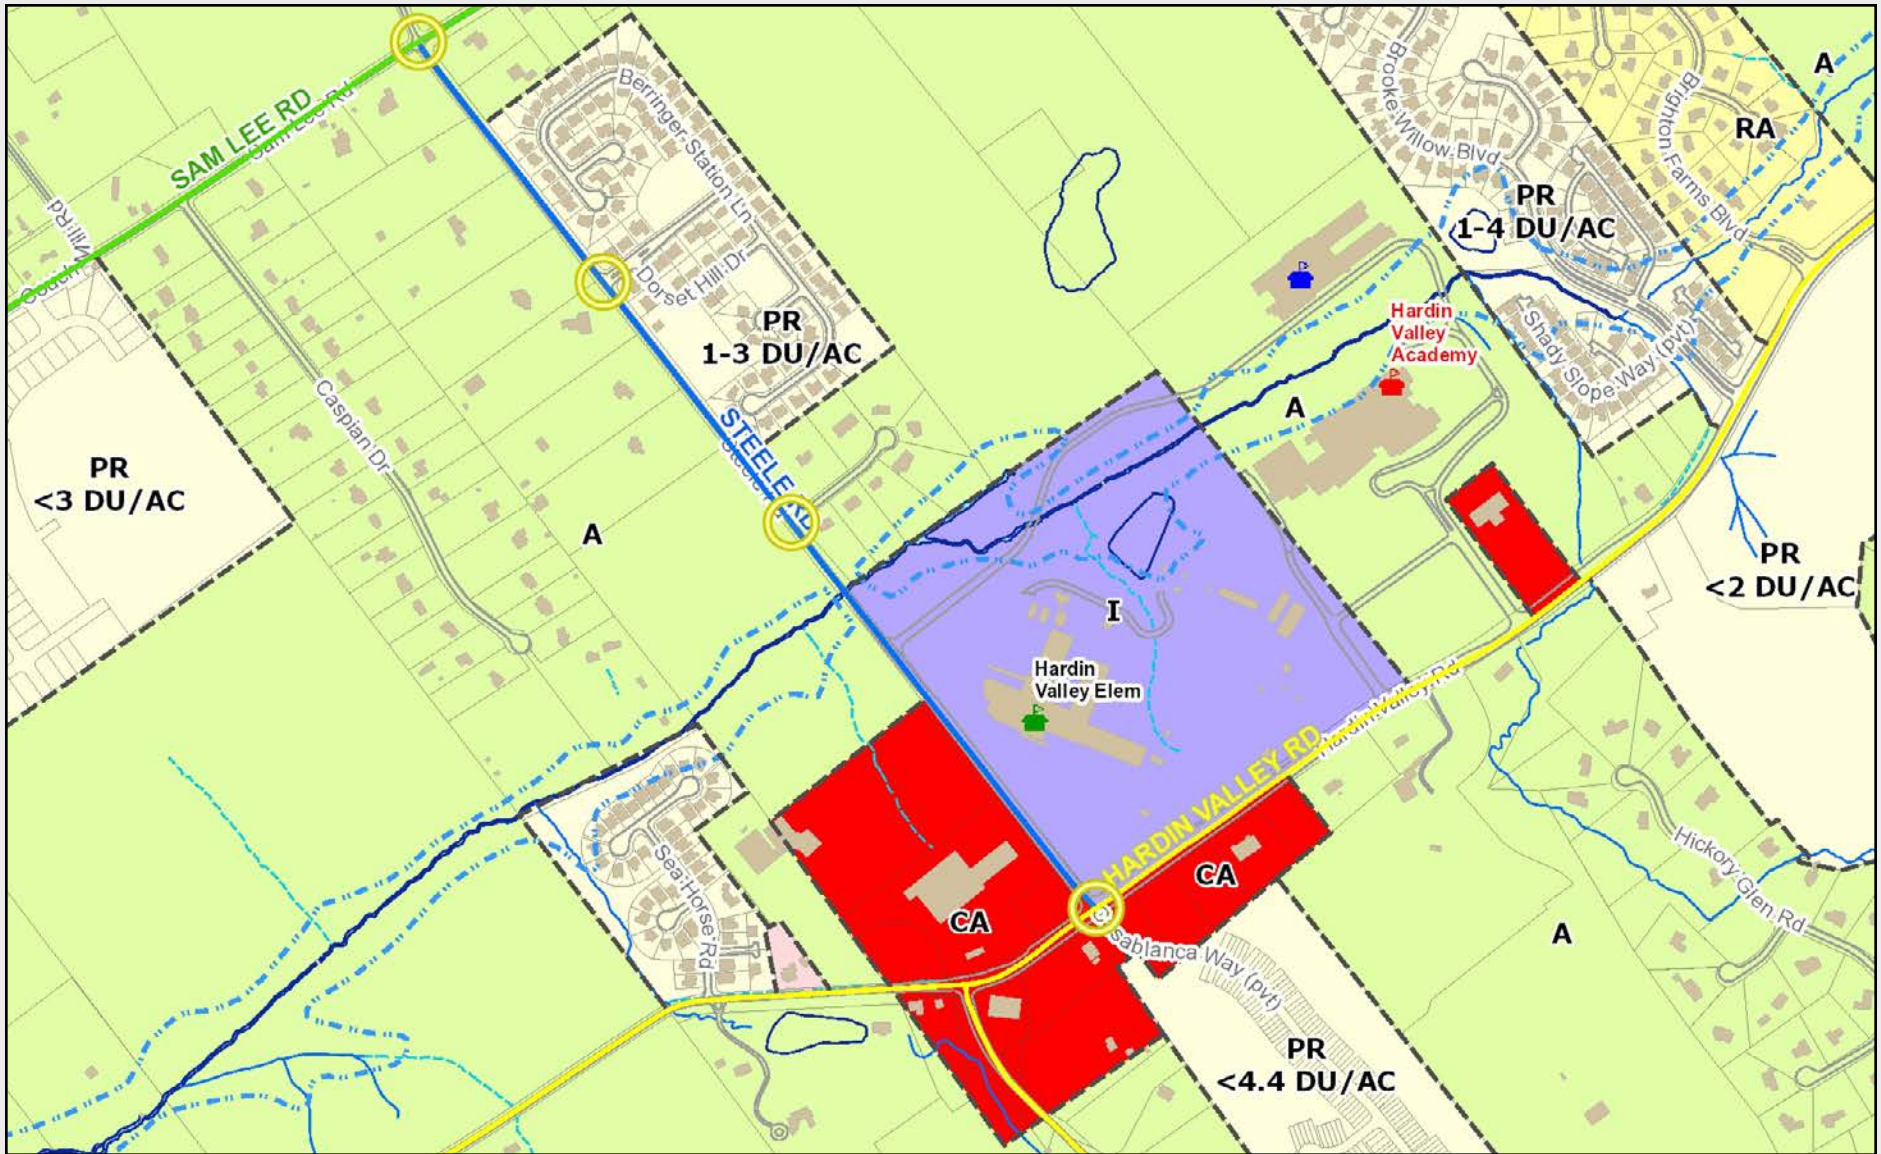 SAM LEE RD
Sam Lee Rd
Berringer Station Ln
Brooke Willow Blvd
Brighton Farms Blvd
A
RA
PR
1-4 DU/AC
Mill Rd
Dorset Hill Dr
Hardin
Valley
Academy
PR
1-3 DU/AC
Shady Slope Way (pvt)
Caspian Dr
STEELE RD
A
PR
<3 DU/AC
A
PR
<2 DU/AC
I
Hardin
Valley Elem
HARDIN VALLEY RD
Hardin Valley Rd
CA
CA
Sea Horse Rd
Hickory Glen Rd
A
sablanca Way (pvt)
PR
<4.4 DU/AC